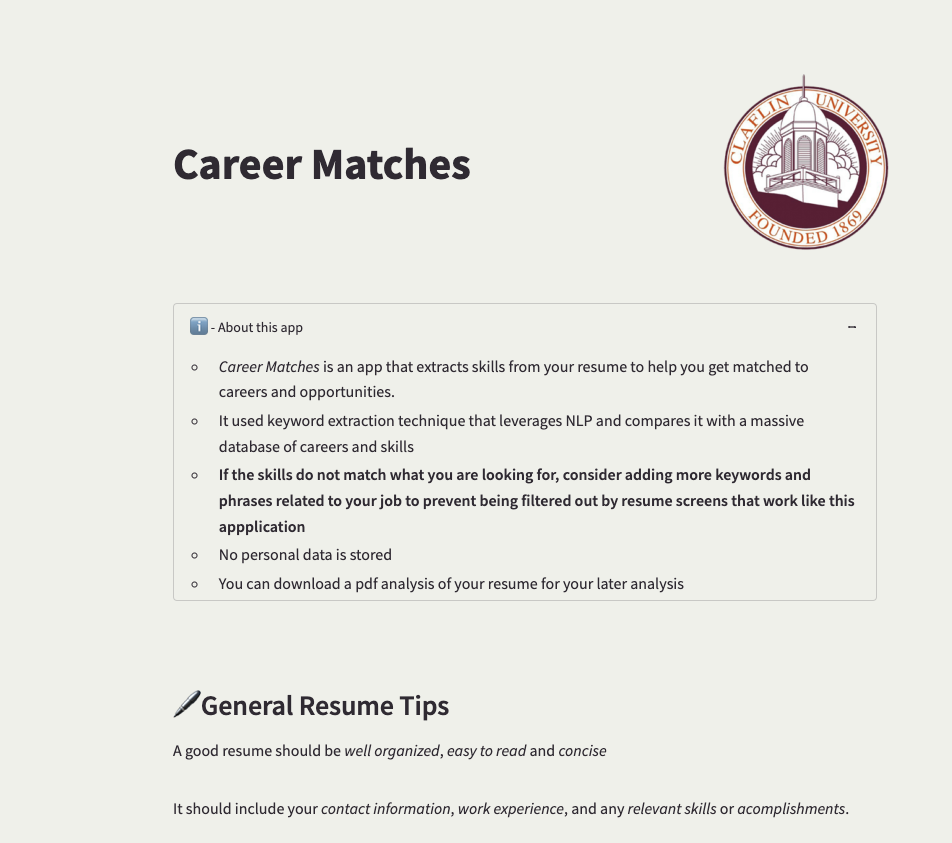 CLAFLIN UNIVERSITY
Career Matches
FOUNDED 1869
ℹ️ - About this app
Career Matches is an app that extracts skills from your resume to help you get matched to
careers and opportunities.
It used keyword extraction technique that leverages NLP and compares it with a massive
database of careers and skills
If the skills do not match what you are looking for, consider adding more keywords and
phrases related to your job to prevent being filtered out by resume screens that work like this
appplication
No personal data is stored
You can download a pdf analysis of your resume for your later analysis
General Resume Tips
A good resume should be well organized, easy to read and concise
It should include your contact information, work experience, and any relevant skills or acomplishments.